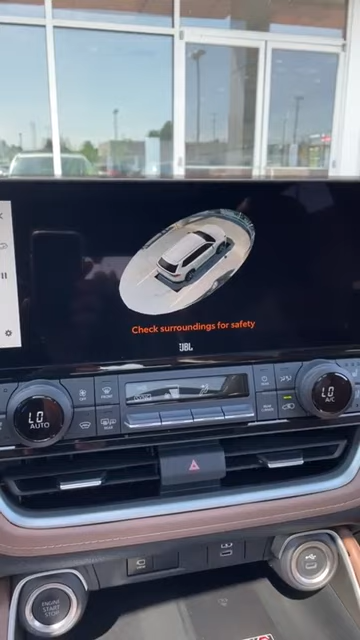 Check surroundings for safety
JBL
LO
AUTO
LO
A/C
ENGINE
START
STOP